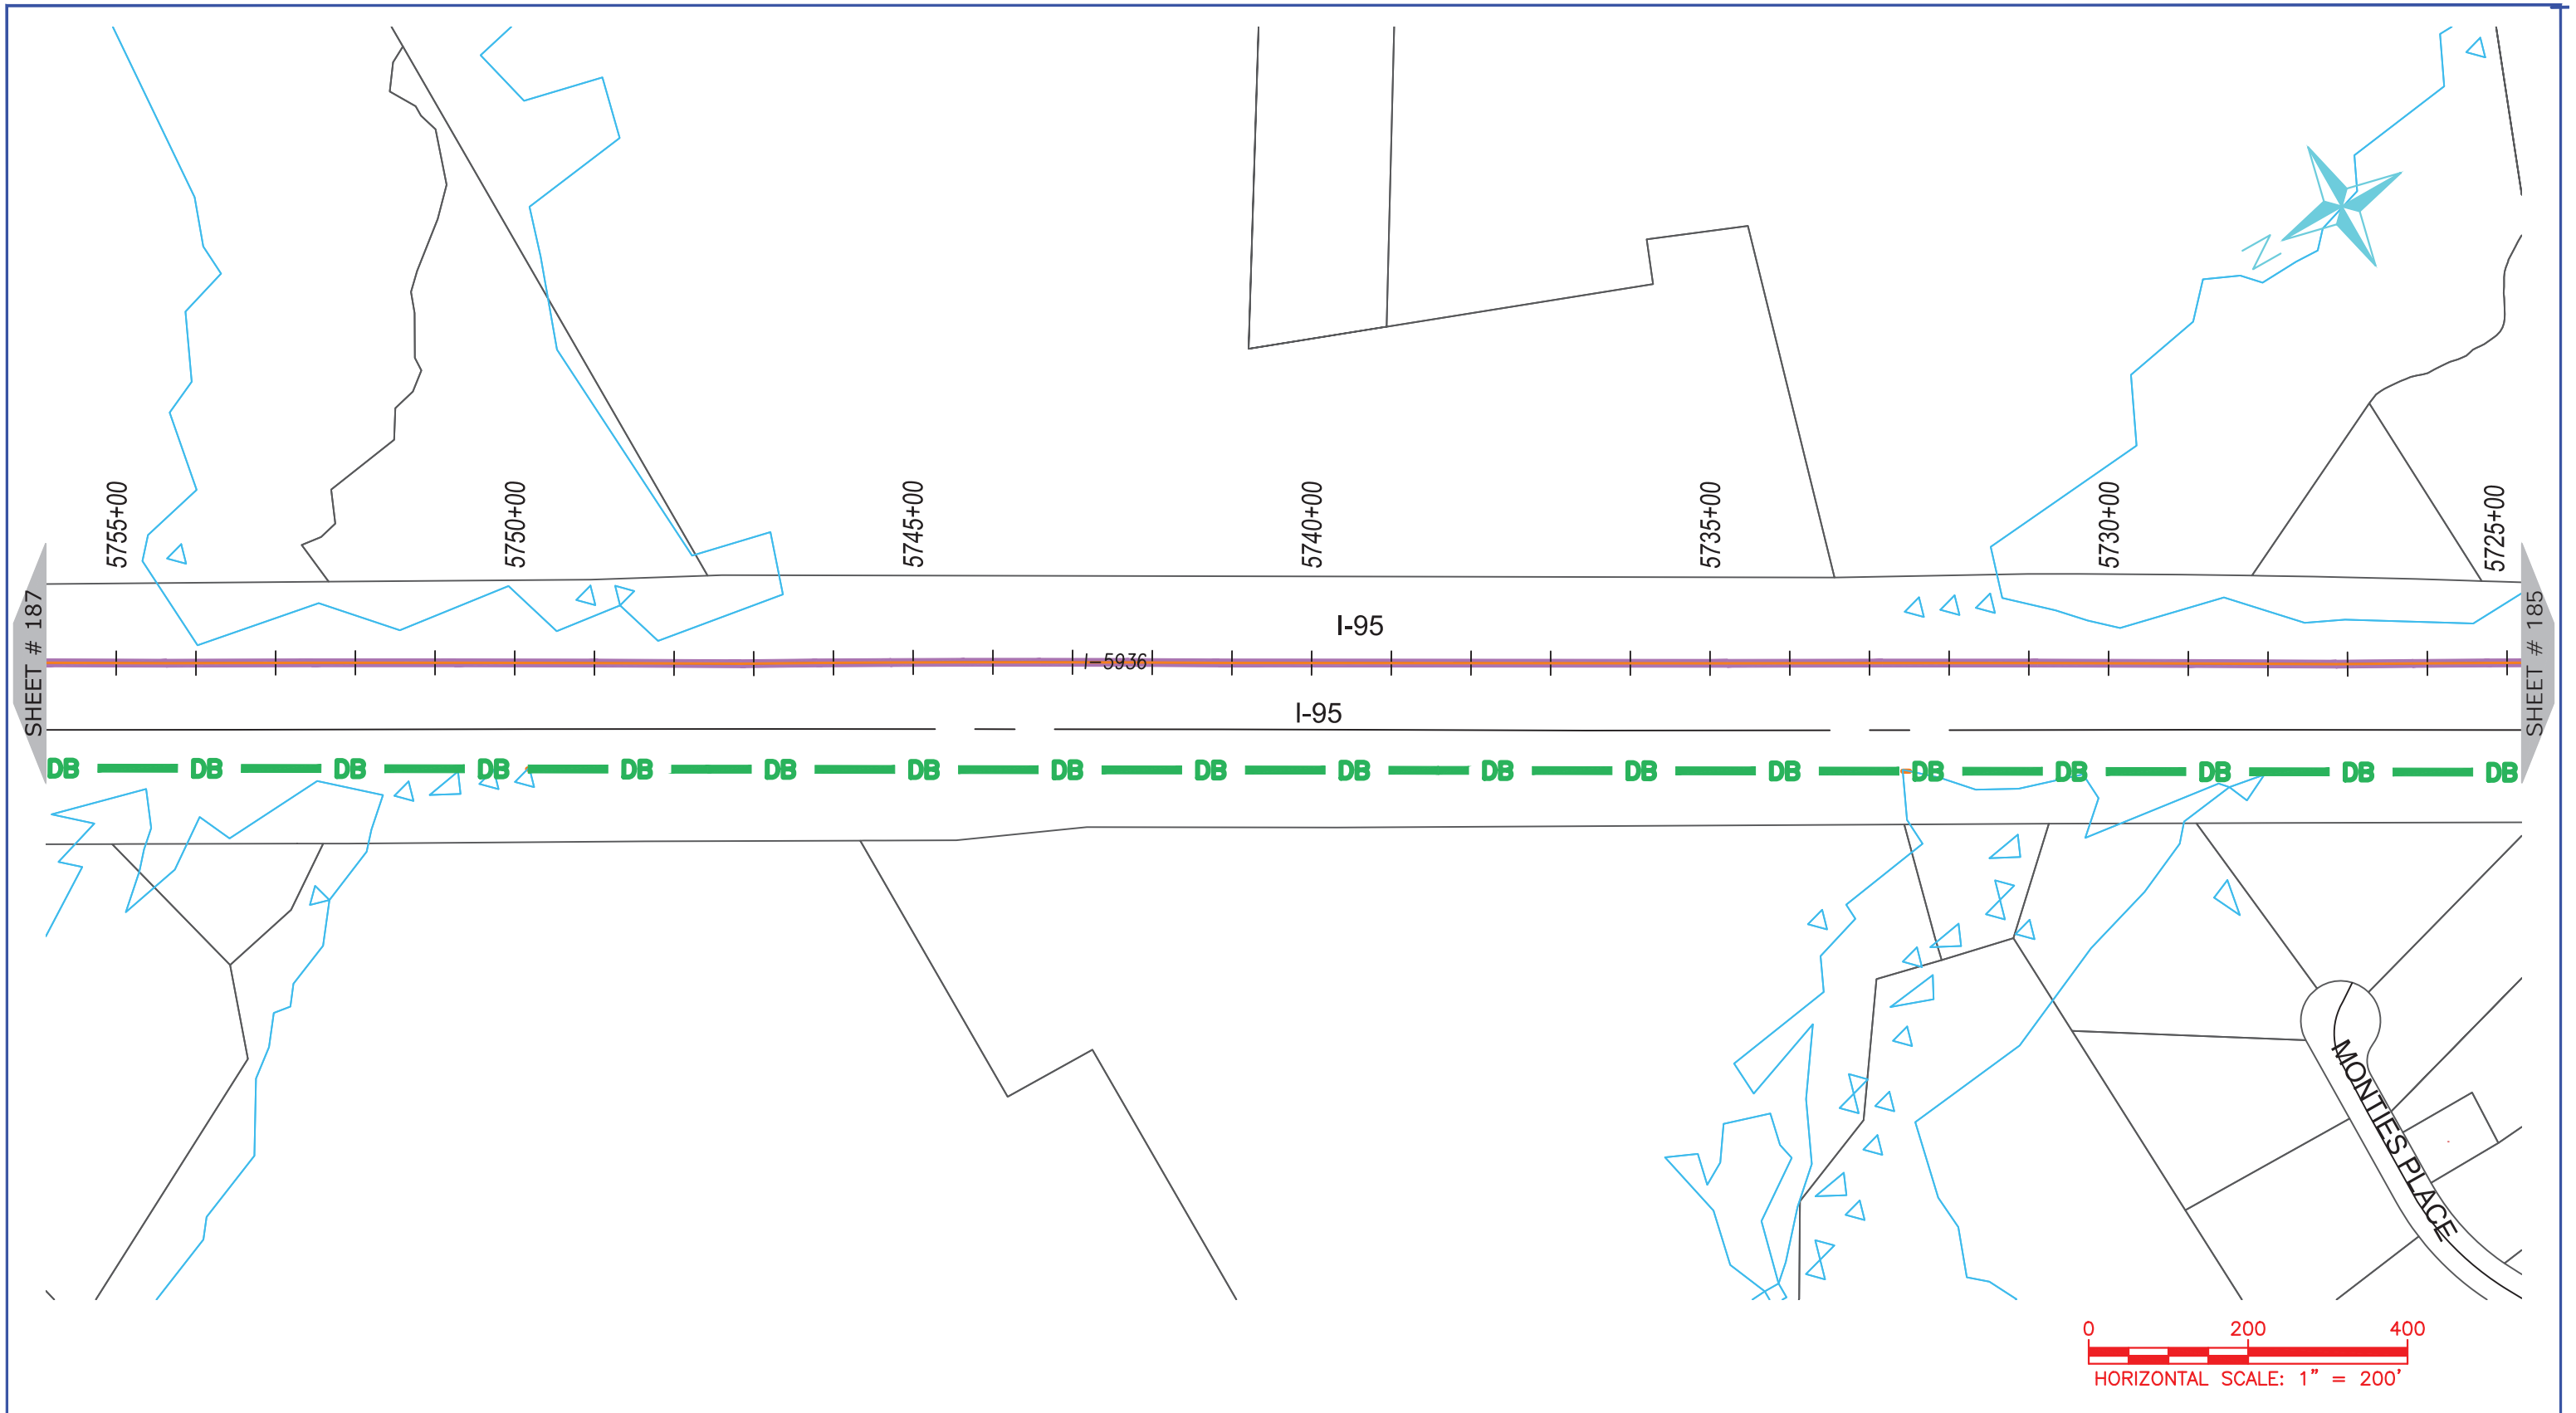 N
5755+00
5750+00
5745+00
5740+00
5735+00
5730+00
5725+00
SHEET # 187
SHEET # 185
I-95
I-5936
I-95
DB DB DB DB DB DB DB DB DB DB DB DB DB DB DB DB DB DB
MONTIES PLACE
0 200 400
HORIZONTAL SCALE: 1" = 200'